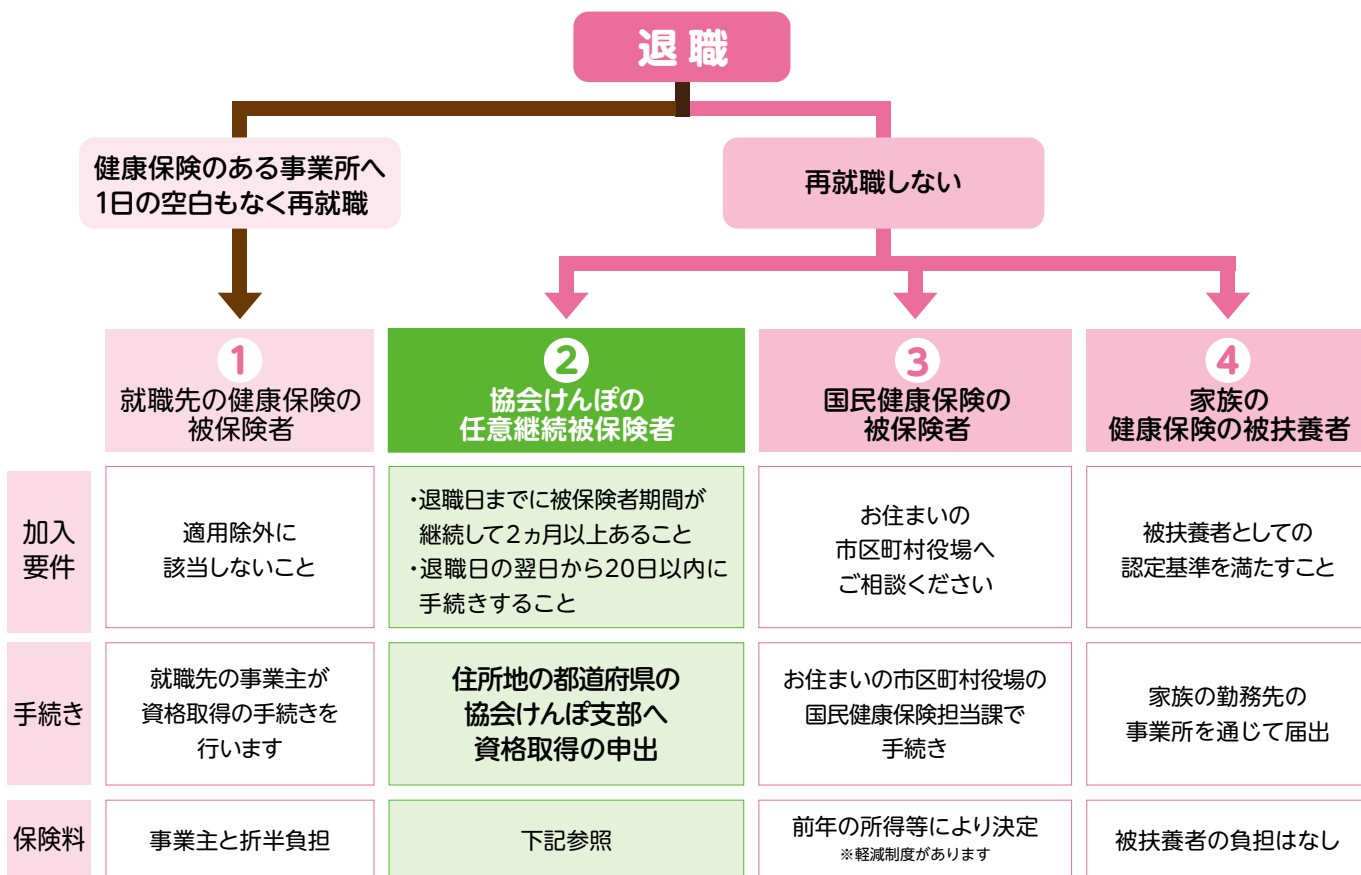 退職
健康保険のある事業所へ
1日の空白もなく再就職
再就職しない
1
就職先の健康保険の
被保険者
2
協会けんぽの
任意継続被保険者
3
国民健康保険の
被保険者
4
家族の
健康保険の被扶養者
加入
要件
適用除外に
該当しないこと
・退職日までに被保険者期間が
継続して2ヵ月以上あること
・退職日の翌日から20日以内に
手続きすること
お住まいの
市区町村役場へ
ご相談ください
被扶養者としての
認定基準を満たすこと
手続き
就職先の事業主が
資格取得の手続きを
行います
住所地の都道府県の
協会けんぽ支部へ
資格取得の申出
お住まいの市区町村役場の
国民健康保険担当課で
手続き
家族の勤務先の
事業所を通じて届出
保険料
事業主と折半負担
下記参照
前年の所得等により決定
※軽減制度があります
被扶養者の負担はなし